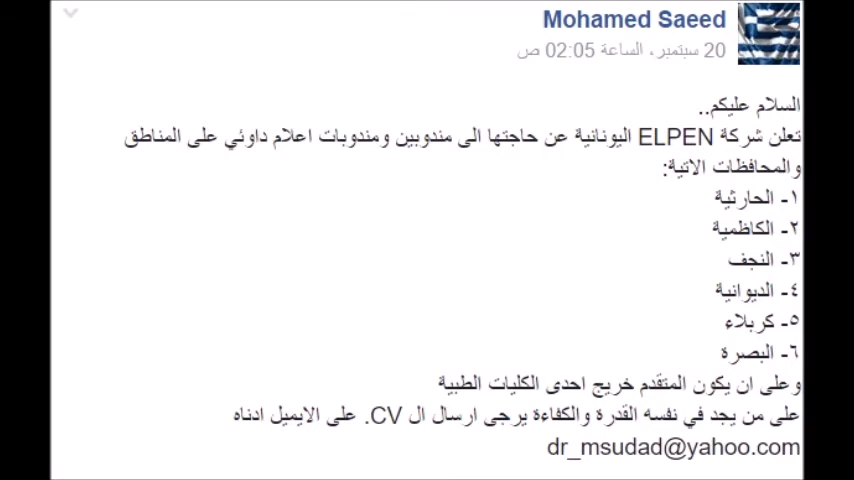 Mohamed Saeed
20 سبتمبر، الساعة 02:05 ص
السلام عليكم..
تعلن شركة ELPEN اليونانية عن حاجتها الى مندوبين ومندوبات اعلام داوئي على المناطق
والمحافظات الاتية:
١- الحارثية
٢- الكاظمية
٣- النجف
٤- الديوانية
٥- كربلاء
٦- البصرة
وعلى ان يكون المتقدم خريج احدى الكليات الطبية
على من يجد في نفسه القدرة والكفاءة يرجى ارسال ال CV. على الايميل ادناه
dr_msudad@yahoo.com